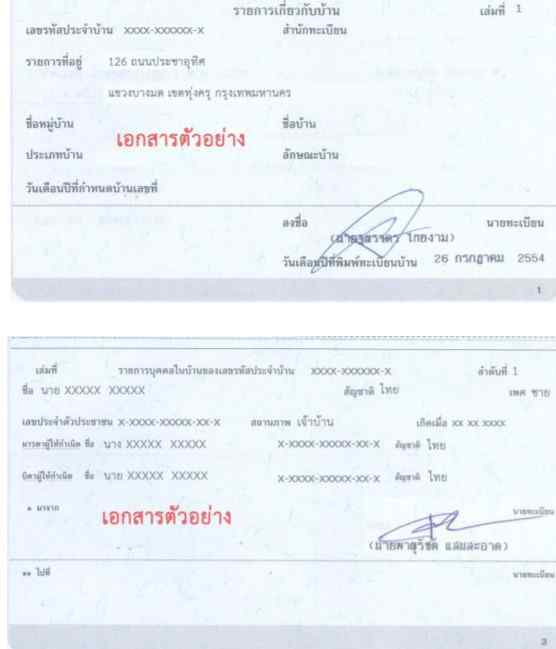 รายการเกี่ยวกับบ้าน เล่มที่ 1
เลขรหัสประจำบ้าน xxxx-xxxxxx-x สำนักทะเบียน
รายการที่อยู่ 126 ถนนประชาอุทิศ
แขวงบางมด เขตทุ่งครุ กรุงเทพมหานคร
ชื่อหมู่บ้าน ชื่อบ้าน
เอกสารตัวอย่าง
ประเภทบ้าน ลักษณะบ้าน
วันเดือนปีที่กำหนดบ้านเลขที่
ลงชื่อ นายทะเบียน
ไกยงาม)
วันเดือนปีที่พิมพ์ทะเบียนบ้าน 26 กรกฎาคม 2554
1
เล่มที่ รายการบุคคลในบ้านของเลขรหัสประจำบ้าน XXXX-XXXXXX-X ลำดับที่ 1
ชื่อ นาย XXXXX XXXXX สัญชาติ ไทย เพศ ชาย
เลขประจำตัวประชาชน X-XXXX-XXXXX-XX-X สถานภาพ เจ้าบ้าน เกิดเมื่อ xx xx xxxx
มารดาผู้ให้กำเนิด ชื่อ นาง XXXXX XXXXX X-XXXX-XXXXX-XX-X สัญชาติ ไทย
บิดาผู้ให้กำเนิด ชื่อ นาย XXXXX XXXXX X-XXXX-XXXXX-XX-X สัญชาติ ไทย
* มาจาก นายทะเบียน
เอกสารตัวอย่าง
แสมสะอาด)
** ไปที่ นายทะเบียน
3